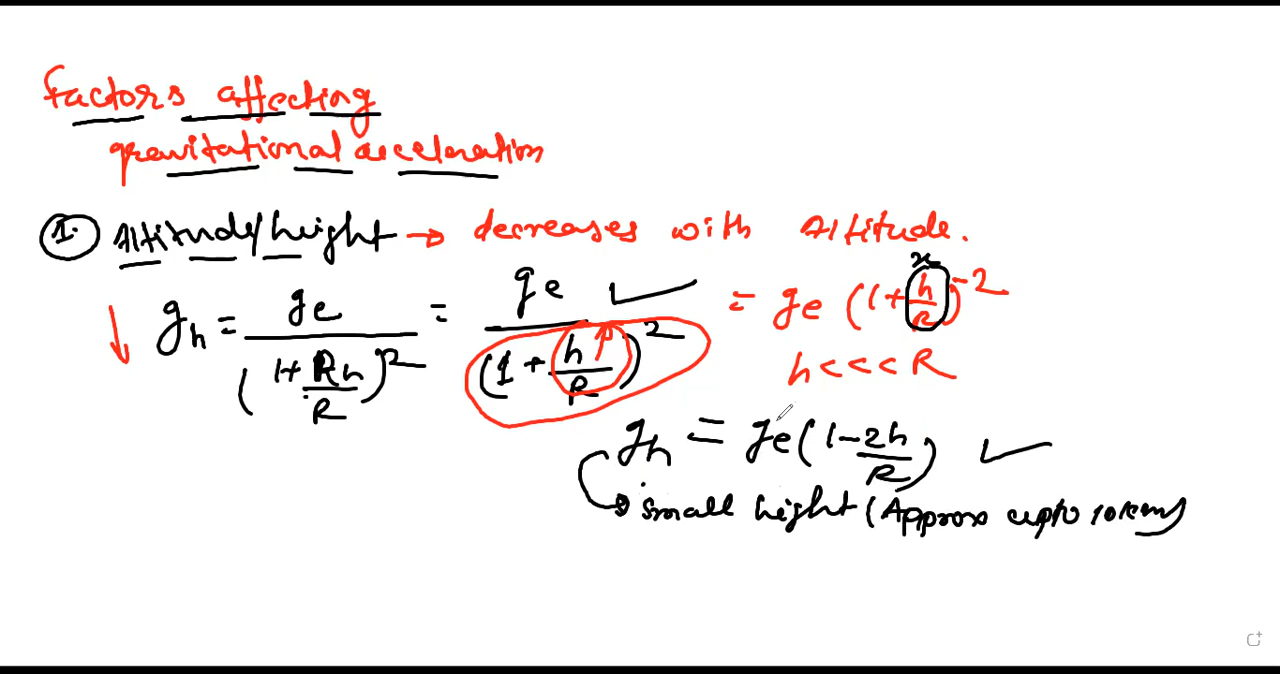 Factors affecting
gravitational acceleration
1. Altitude/height → decreases with Altitude.
gh = ge/(1+Rh/R)^2 = ge/(1+h/R)^2 ✓ = ge (1+h/R)^-2
x
h<<<R
gh = ge(1-2h/R) ✓
→ small height (Approx upto 10km)